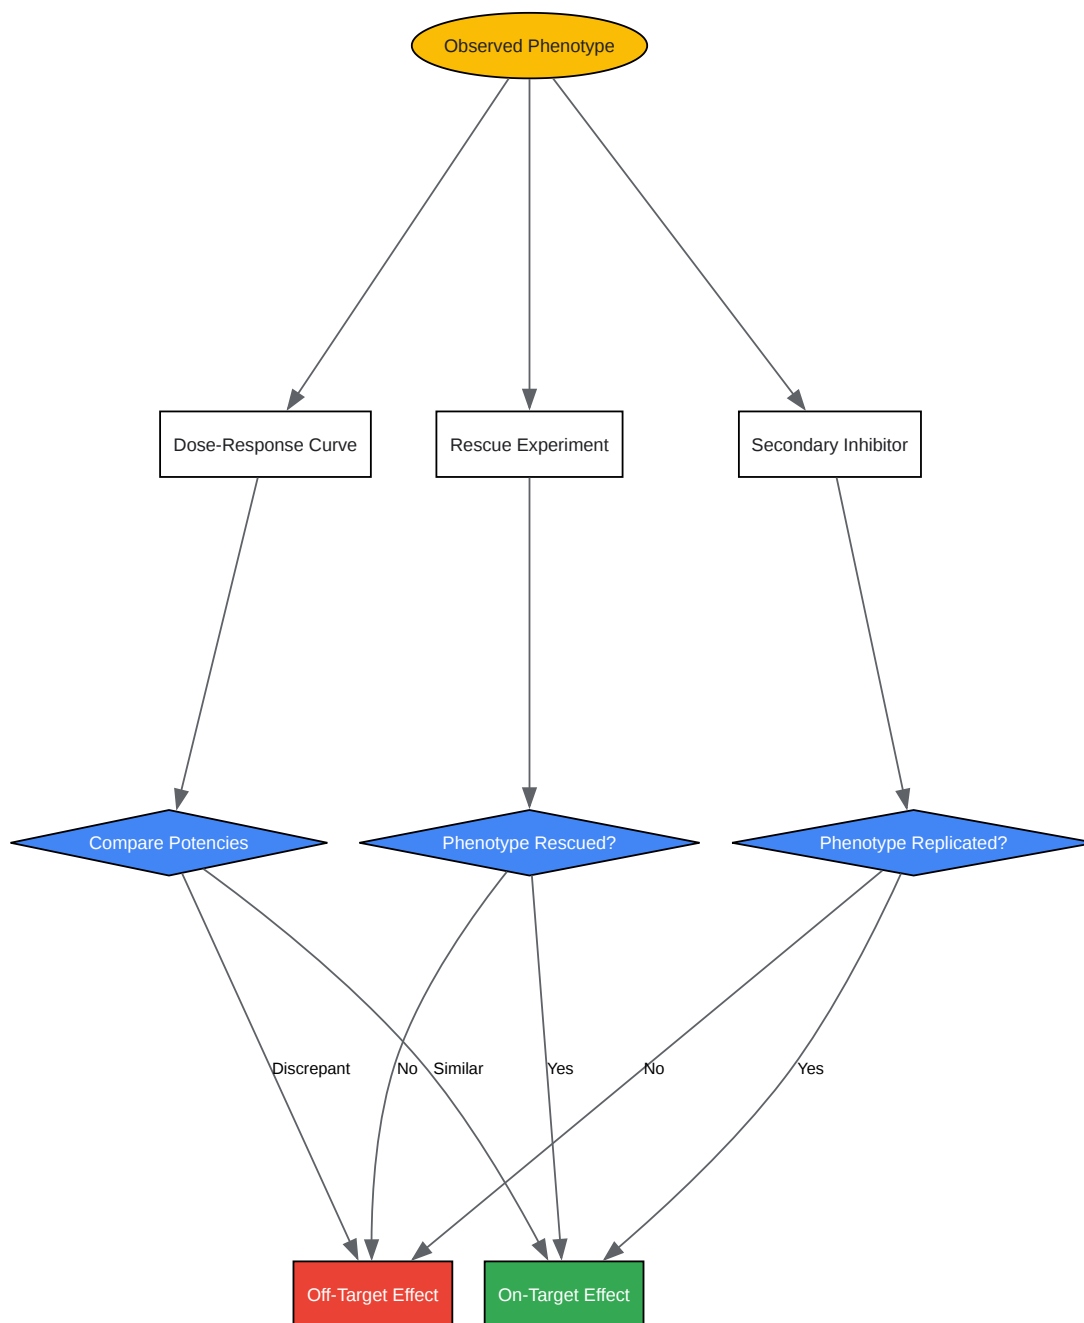 Observed Phenotype
Dose-Response Curve
Rescue Experiment
Secondary Inhibitor
Compare Potencies
Phenotype Rescued?
Phenotype Replicated?
Discrepant
No
Similar
Yes
No
Yes
Off-Target Effect
On-Target Effect